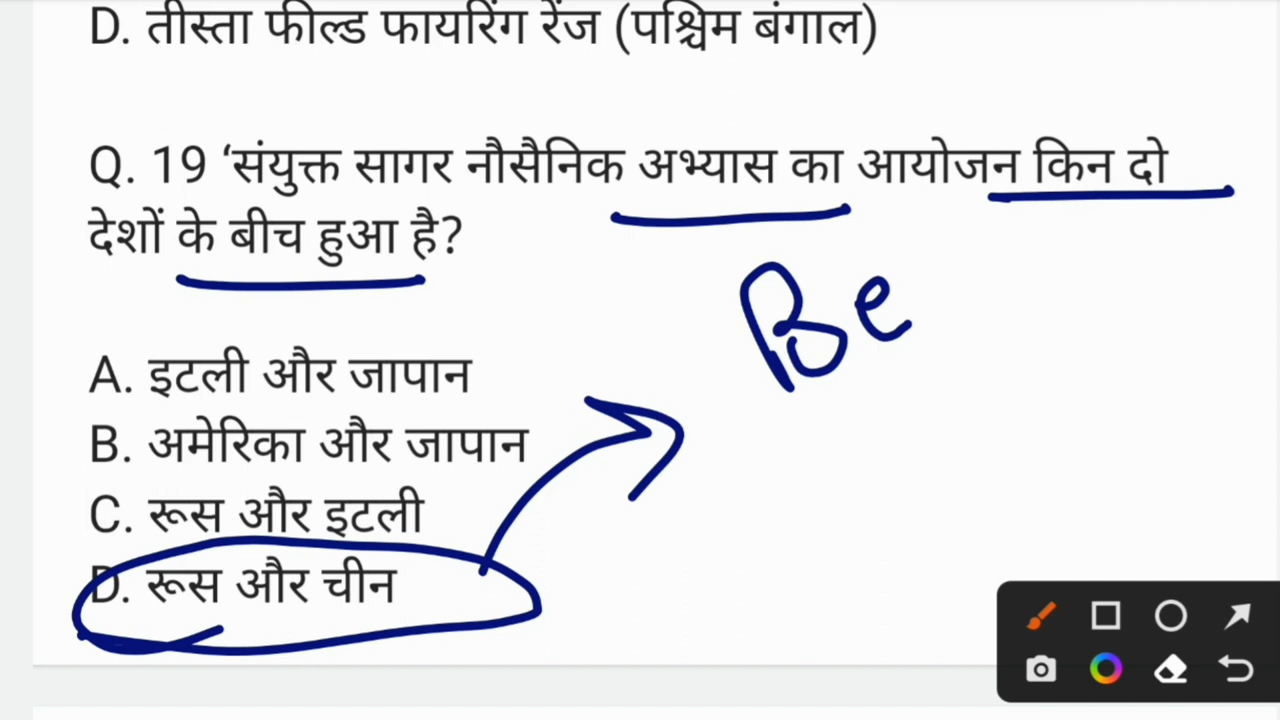 D. तीस्ता फील्ड फायरिंग रेंज (पश्चिम बंगाल)
Q. 19 ‘संयुक्त सागर नौसैनिक अभ्यास का आयोजन किन दो
देशों के बीच हुआ है?
Be
A. इटली और जापान
B. अमेरिका और जापान
C. रूस और इटली
D. रूस और चीन